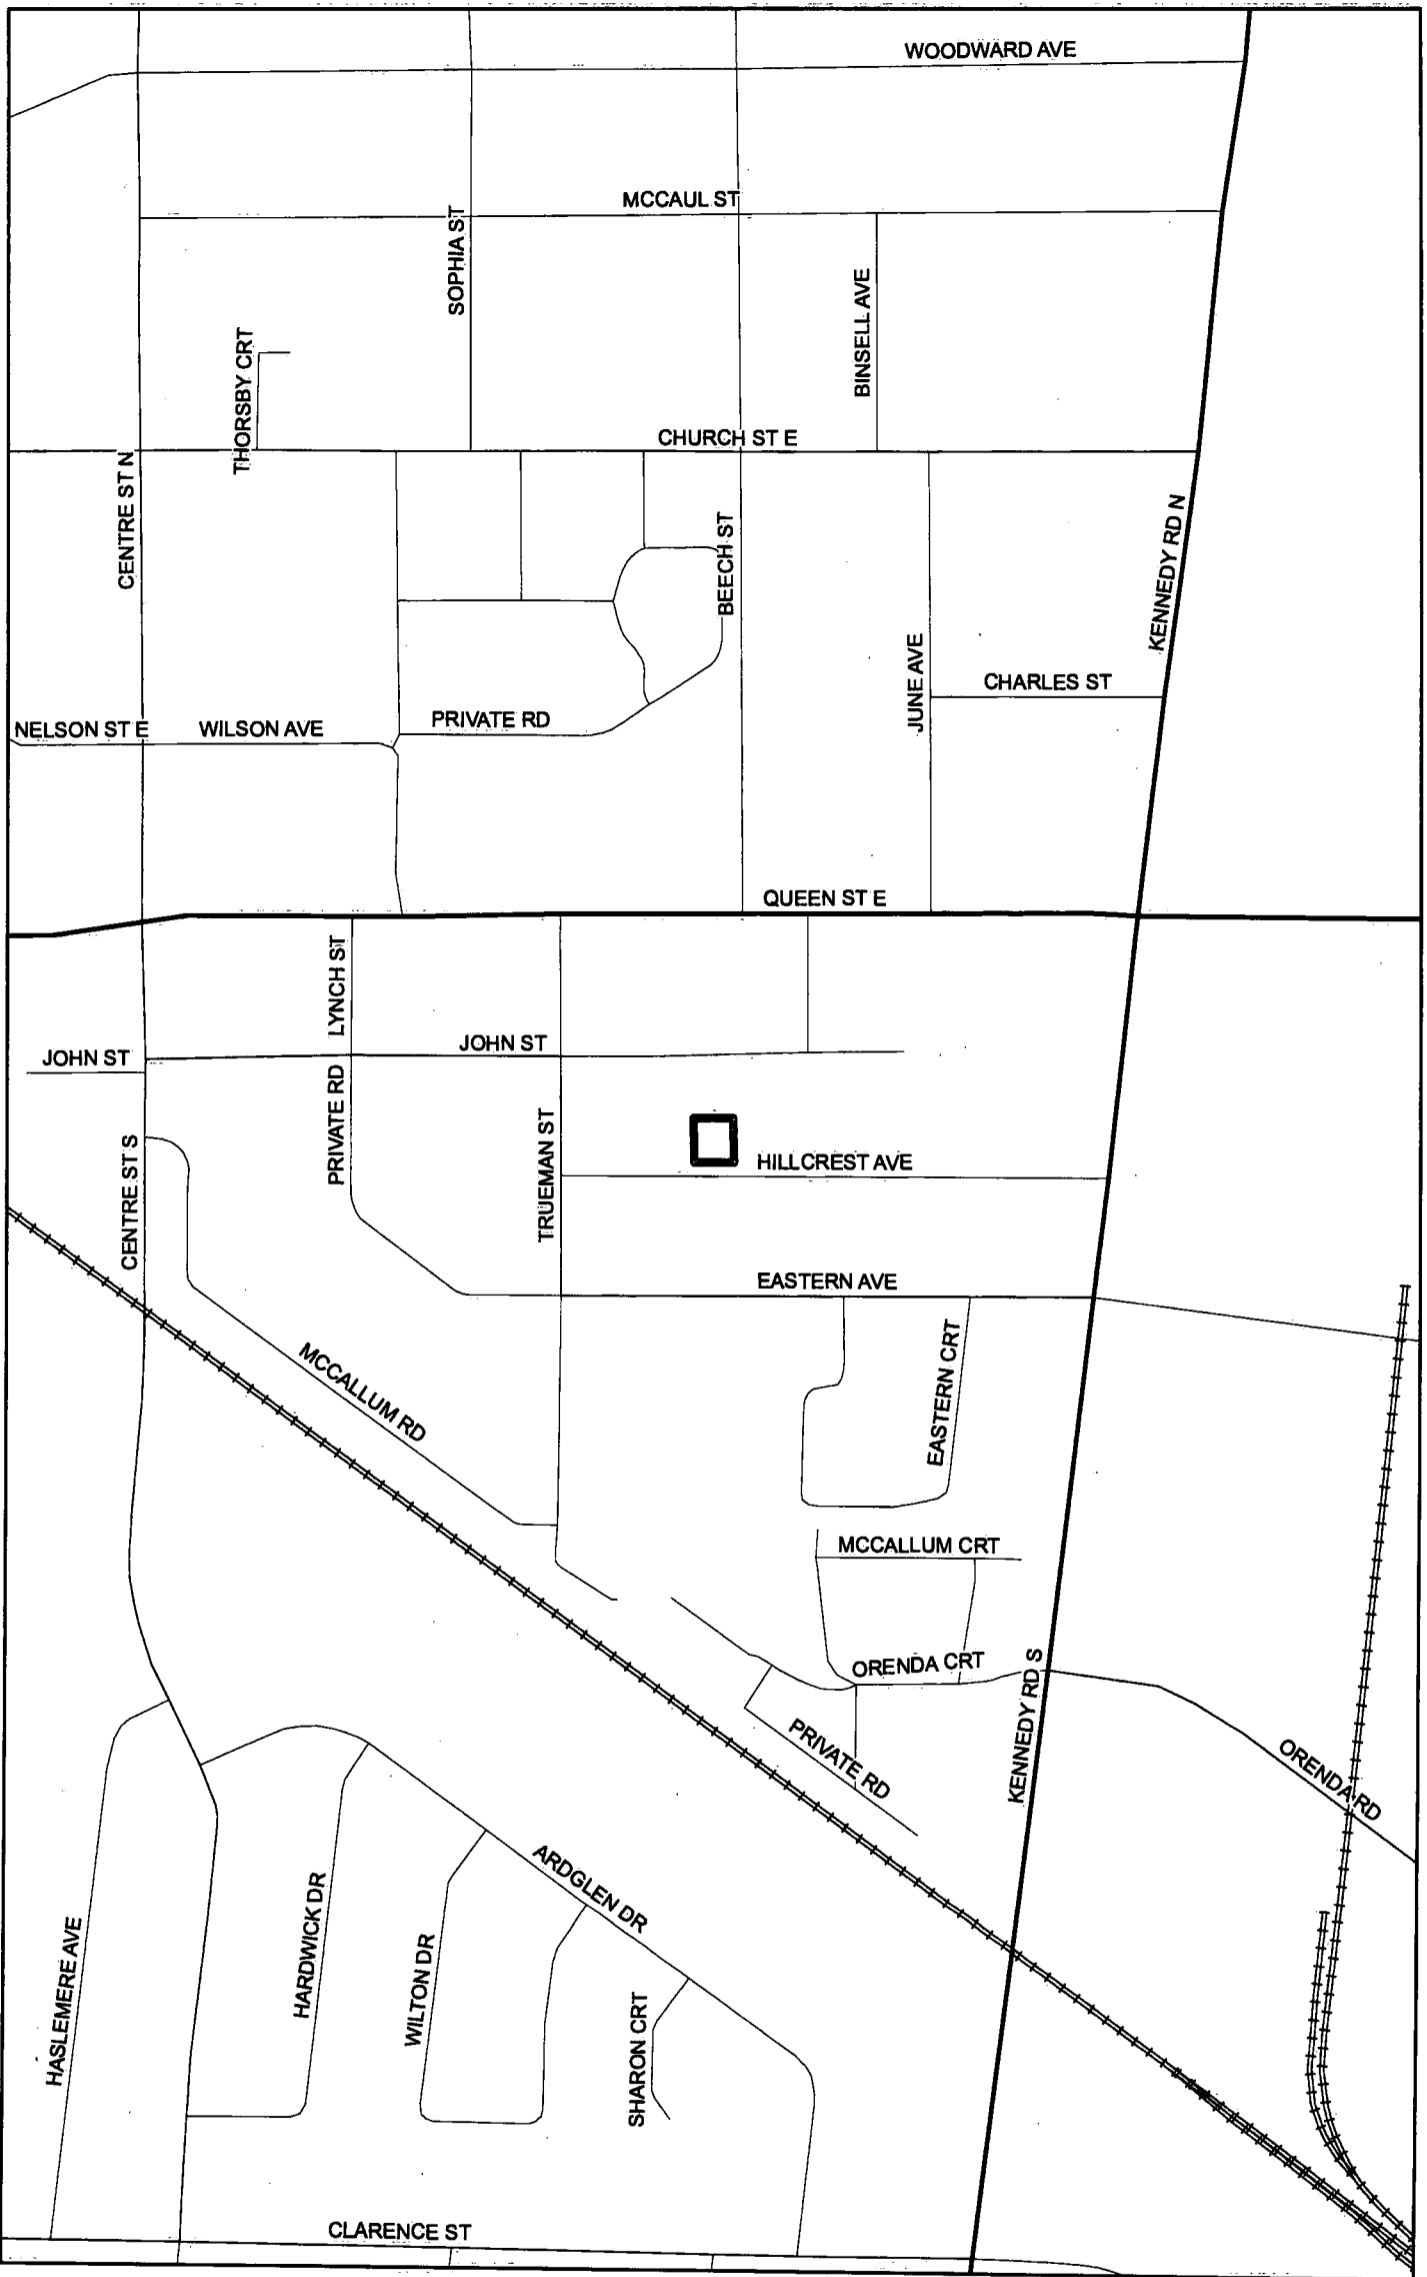 WOODWARD AVE
MCCAUL ST
SOPHIA ST
BINSELL AVE
THORSBY CRT
CHURCH ST E
CENTRE ST N
BEECH ST
KENNEDY RD N
JUNE AVE
CHARLES ST
NELSON ST E
WILSON AVE
PRIVATE RD
QUEEN ST E
LYNCH ST
JOHN ST
JOHN ST
PRIVATE RD
TRUEMAN ST
CENTRE ST S
HILLCREST AVE
EASTERN AVE
EASTERN CRT
MCCALLUM RD
MCCALLUM CRT
ORENDA CRT
KENNEDY RD S
PRIVATE RD
ORENDA RD
ARDGLEN DR
HARDWICK DR
WILTON DR
HASLEMERE AVE
SHARON CRT
CLARENCE ST